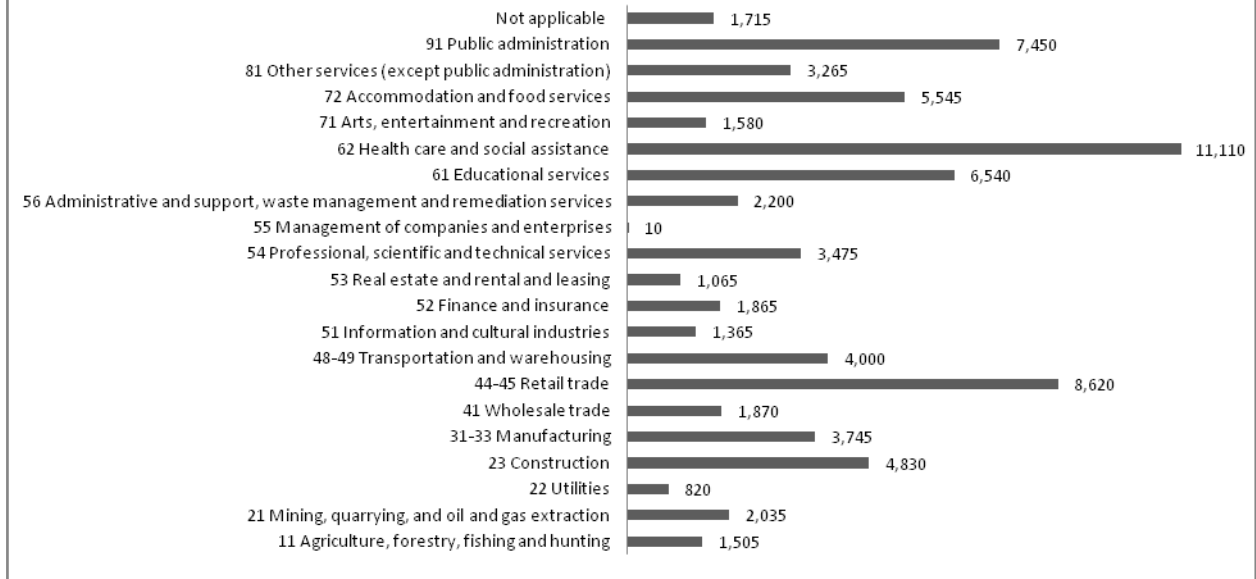 Not applicable 1,715
91 Public administration 7,450
81 Other services (except public administration) 3,265
72 Accommodation and food services 5,545
71 Arts, entertainment and recreation 1,580
62 Health care and social assistance 11,110
61 Educational services 6,540
56 Administrative and support, waste management and remediation services 2,200
55 Management of companies and enterprises 10
54 Professional, scientific and technical services 3,475
53 Real estate and rental and leasing 1,065
52 Finance and insurance 1,865
51 Information and cultural industries 1,365
48-49 Transportation and warehousing 4,000
44-45 Retail trade 8,620
41 Wholesale trade 1,870
31-33 Manufacturing 3,745
23 Construction 4,830
22 Utilities 820
21 Mining, quarrying, and oil and gas extraction 2,035
11 Agriculture, forestry, fishing and hunting 1,505